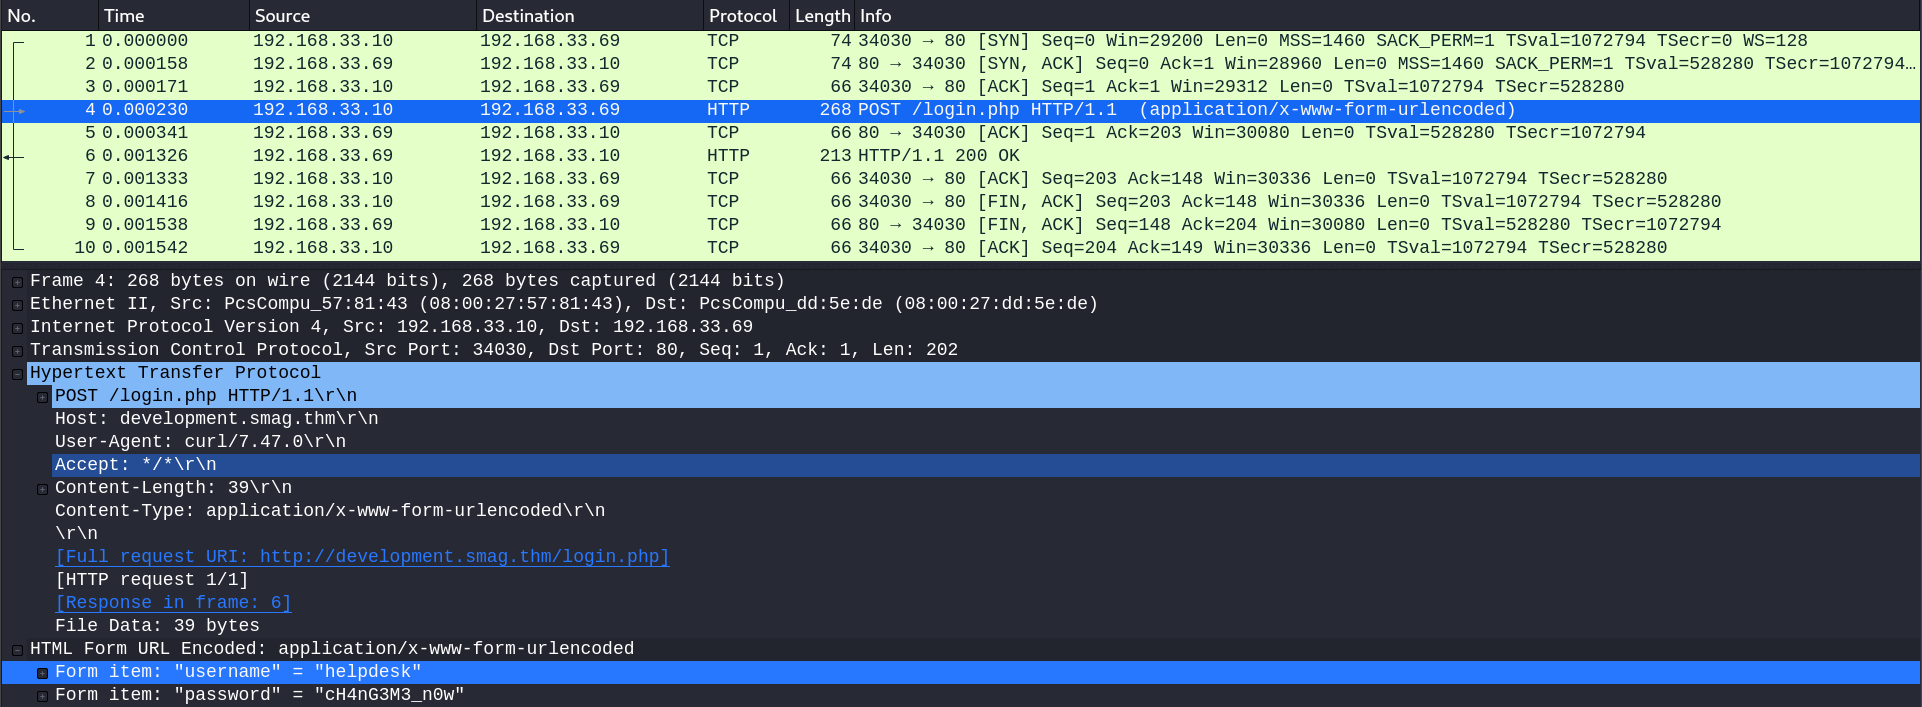 No. Time Source Destination Protocol Length Info
1 0.000000 192.168.33.10 192.168.33.69 TCP 74 34030 → 80 [SYN] Seq=0 Win=29200 Len=0 MSS=1460 SACK_PERM=1 TSval=1072794 TSecr=0 WS=128
2 0.000158 192.168.33.69 192.168.33.10 TCP 74 80 → 34030 [SYN, ACK] Seq=0 Ack=1 Win=28960 Len=0 MSS=1460 SACK_PERM=1 TSval=528280 TSecr=1072794…
3 0.000171 192.168.33.10 192.168.33.69 TCP 66 34030 → 80 [ACK] Seq=1 Ack=1 Win=29312 Len=0 TSval=1072794 TSecr=528280
4 0.000230 192.168.33.10 192.168.33.69 HTTP 268 POST /login.php HTTP/1.1  (application/x-www-form-urlencoded)
5 0.000341 192.168.33.69 192.168.33.10 TCP 66 80 → 34030 [ACK] Seq=1 Ack=203 Win=30080 Len=0 TSval=528280 TSecr=1072794
6 0.001326 192.168.33.69 192.168.33.10 HTTP 213 HTTP/1.1 200 OK
7 0.001333 192.168.33.10 192.168.33.69 TCP 66 34030 → 80 [ACK] Seq=203 Ack=148 Win=30336 Len=0 TSval=1072794 TSecr=528280
8 0.001416 192.168.33.10 192.168.33.69 TCP 66 34030 → 80 [FIN, ACK] Seq=203 Ack=148 Win=30336 Len=0 TSval=1072794 TSecr=528280
9 0.001538 192.168.33.69 192.168.33.10 TCP 66 80 → 34030 [FIN, ACK] Seq=148 Ack=204 Win=30080 Len=0 TSval=528280 TSecr=1072794
10 0.001542 192.168.33.10 192.168.33.69 TCP 66 34030 → 80 [ACK] Seq=204 Ack=149 Win=30336 Len=0 TSval=1072794 TSecr=528280
Frame 4: 268 bytes on wire (2144 bits), 268 bytes captured (2144 bits)
Ethernet II, Src: PcsCompu_57:81:43 (08:00:27:57:81:43), Dst: PcsCompu_dd:5e:de (08:00:27:dd:5e:de)
Internet Protocol Version 4, Src: 192.168.33.10, Dst: 192.168.33.69
Transmission Control Protocol, Src Port: 34030, Dst Port: 80, Seq: 1, Ack: 1, Len: 202
Hypertext Transfer Protocol
POST /login.php HTTP/1.1\r\n
Host: development.smag.thm\r\n
User-Agent: curl/7.47.0\r\n
Accept: */*\r\n
Content-Length: 39\r\n
Content-Type: application/x-www-form-urlencoded\r\n
\r\n
[Full request URI: http://development.smag.thm/login.php]
[HTTP request 1/1]
[Response in frame: 6]
File Data: 39 bytes
HTML Form URL Encoded: application/x-www-form-urlencoded
Form item: "username" = "helpdesk"
Form item: "password" = "cH4nG3M3_n0w"